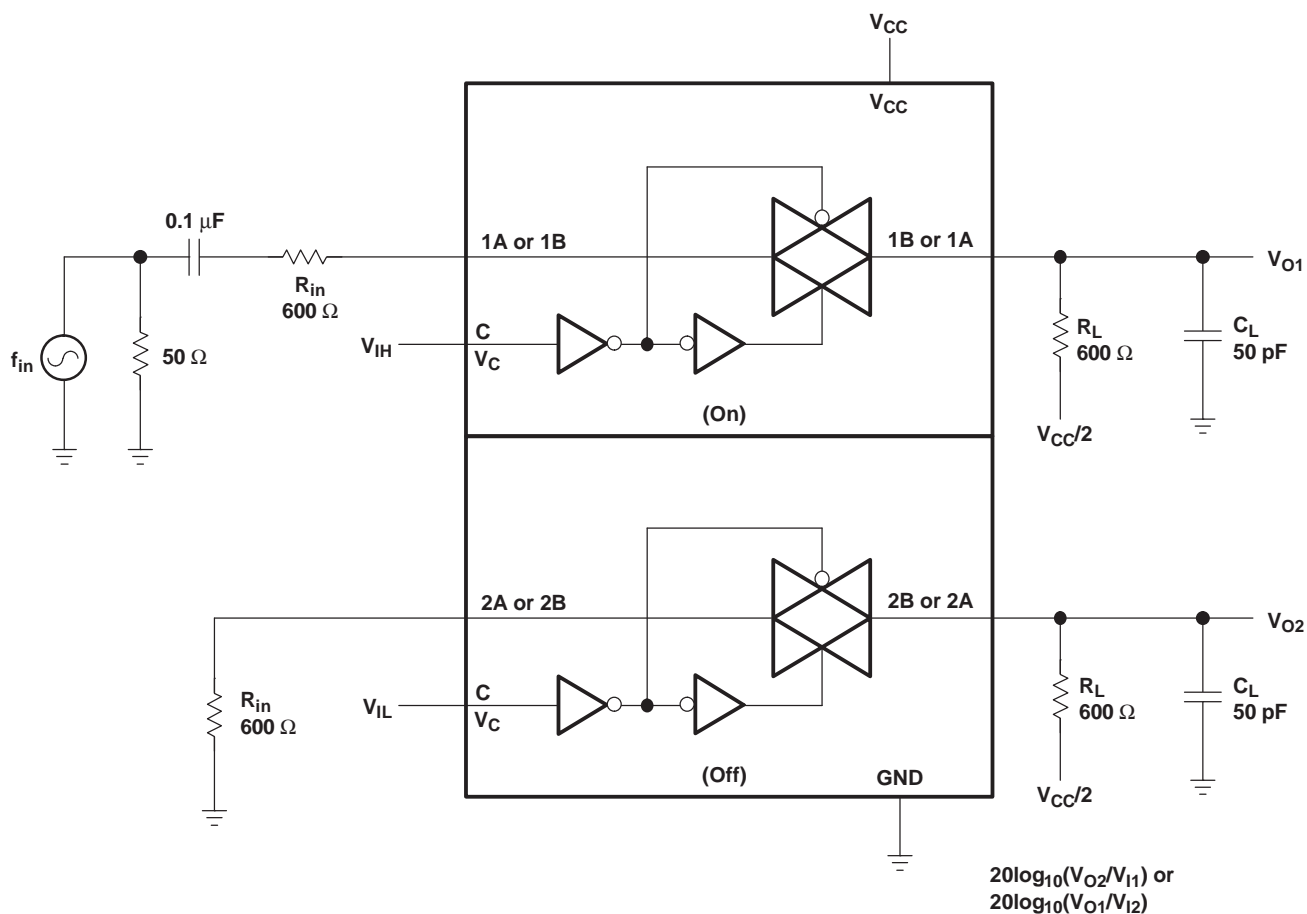 VCC
VCC
0.1 μF
Rin
600 Ω
1A or 1B
1B or 1A
VO1
fin
50 Ω
VIH
C
VC
RL
600 Ω
CL
50 pF
(On)
VCC/2
2A or 2B
2B or 2A
VO2
Rin
600 Ω
VIL
C
VC
RL
600 Ω
CL
50 pF
(Off)
GND
VCC/2
20log10(VO2/VI1) or
20log10(VO1/VI2)